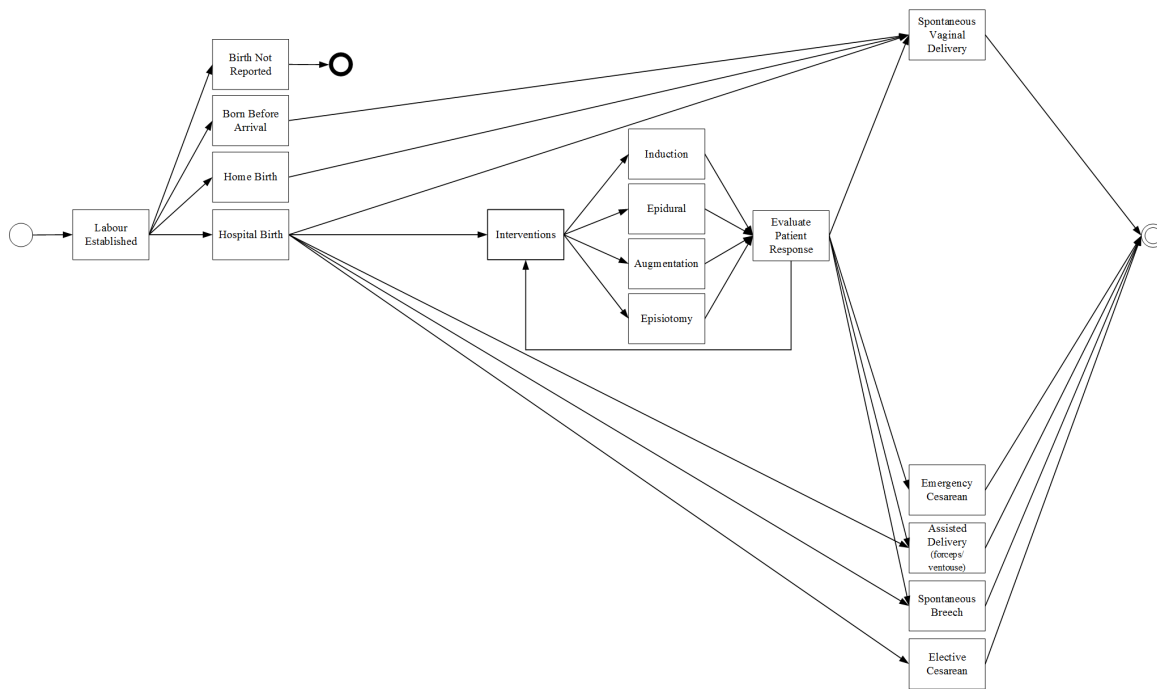 Birth Not
Reported
Born Before
Arrival
Home Birth
Labour
Established
Hospital Birth
Interventions
Induction
Epidural
Augmentation
Episiotomy
Evaluate
Patient
Response
Spontaneous
Vaginal
Delivery
Emergency
Cesarean
Assisted
Delivery
(forceps/
ventouse)
Spontaneous
Breech
Elective
Cesarean